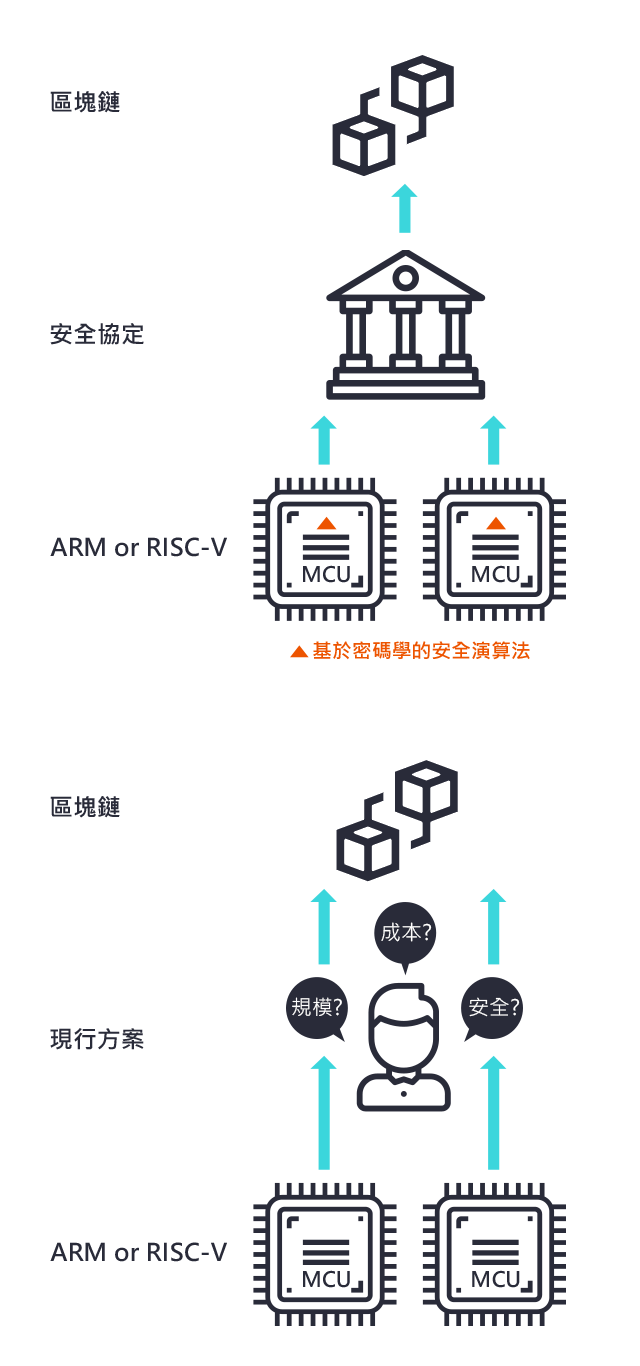 區塊鏈
安全協定
ARM or RISC-V
MCU
MCU
▲基於密碼學的安全演算法
區塊鏈
成本?
規模?
安全?
現行方案
ARM or RISC-V
MCU
MCU